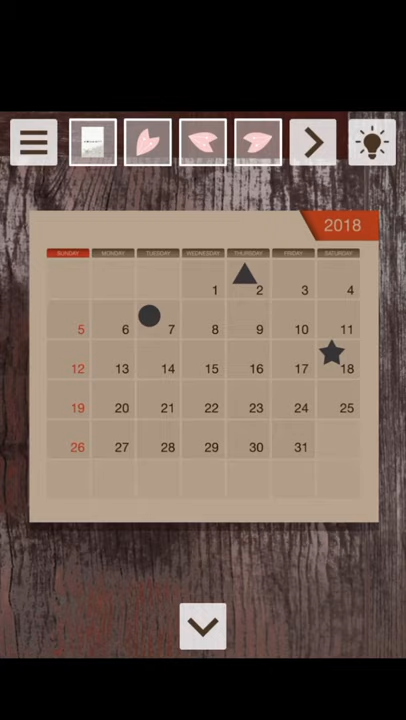 2018
SUNDAY MONDAY TUESDAY WEDNESDAY THURSDAY FRIDAY SATURDAY
1 2 3 4
5 6 7 8 9 10 11
12 13 14 15 16 17 18
19 20 21 22 23 24 25
26 27 28 29 30 31